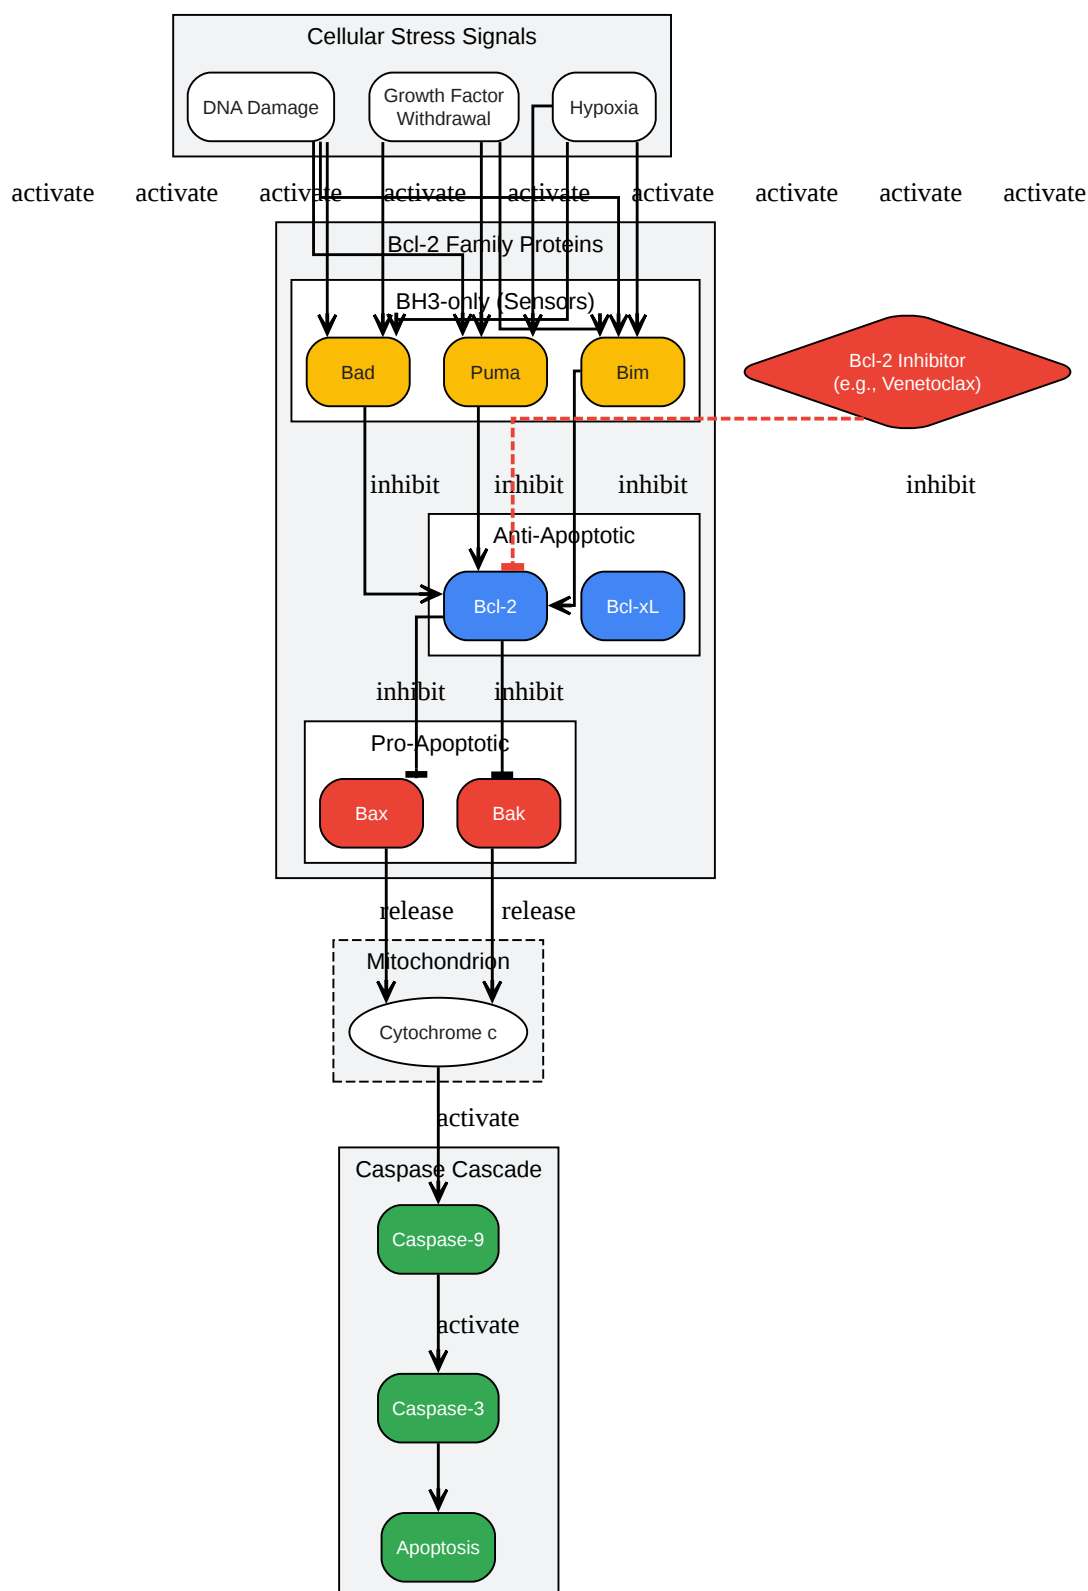 Cellular Stress Signals
DNA Damage
Growth Factor
Withdrawal
Hypoxia
activate
activate
activate
activate
activate
activate
activate
activate
activate
Bcl-2 Family Proteins
BH3-only (Sensors)
Bad
Puma
Bim
Bcl-2 Inhibitor
(e.g., Venetoclax)
inhibit
inhibit
inhibit
inhibit
Anti-Apoptotic
Bcl-2
Bcl-xL
inhibit
inhibit
Pro-Apoptotic
Bax
Bak
release
release
Mitochondrion
Cytochrome c
activate
Caspase Cascade
Caspase-9
activate
Caspase-3
Apoptosis